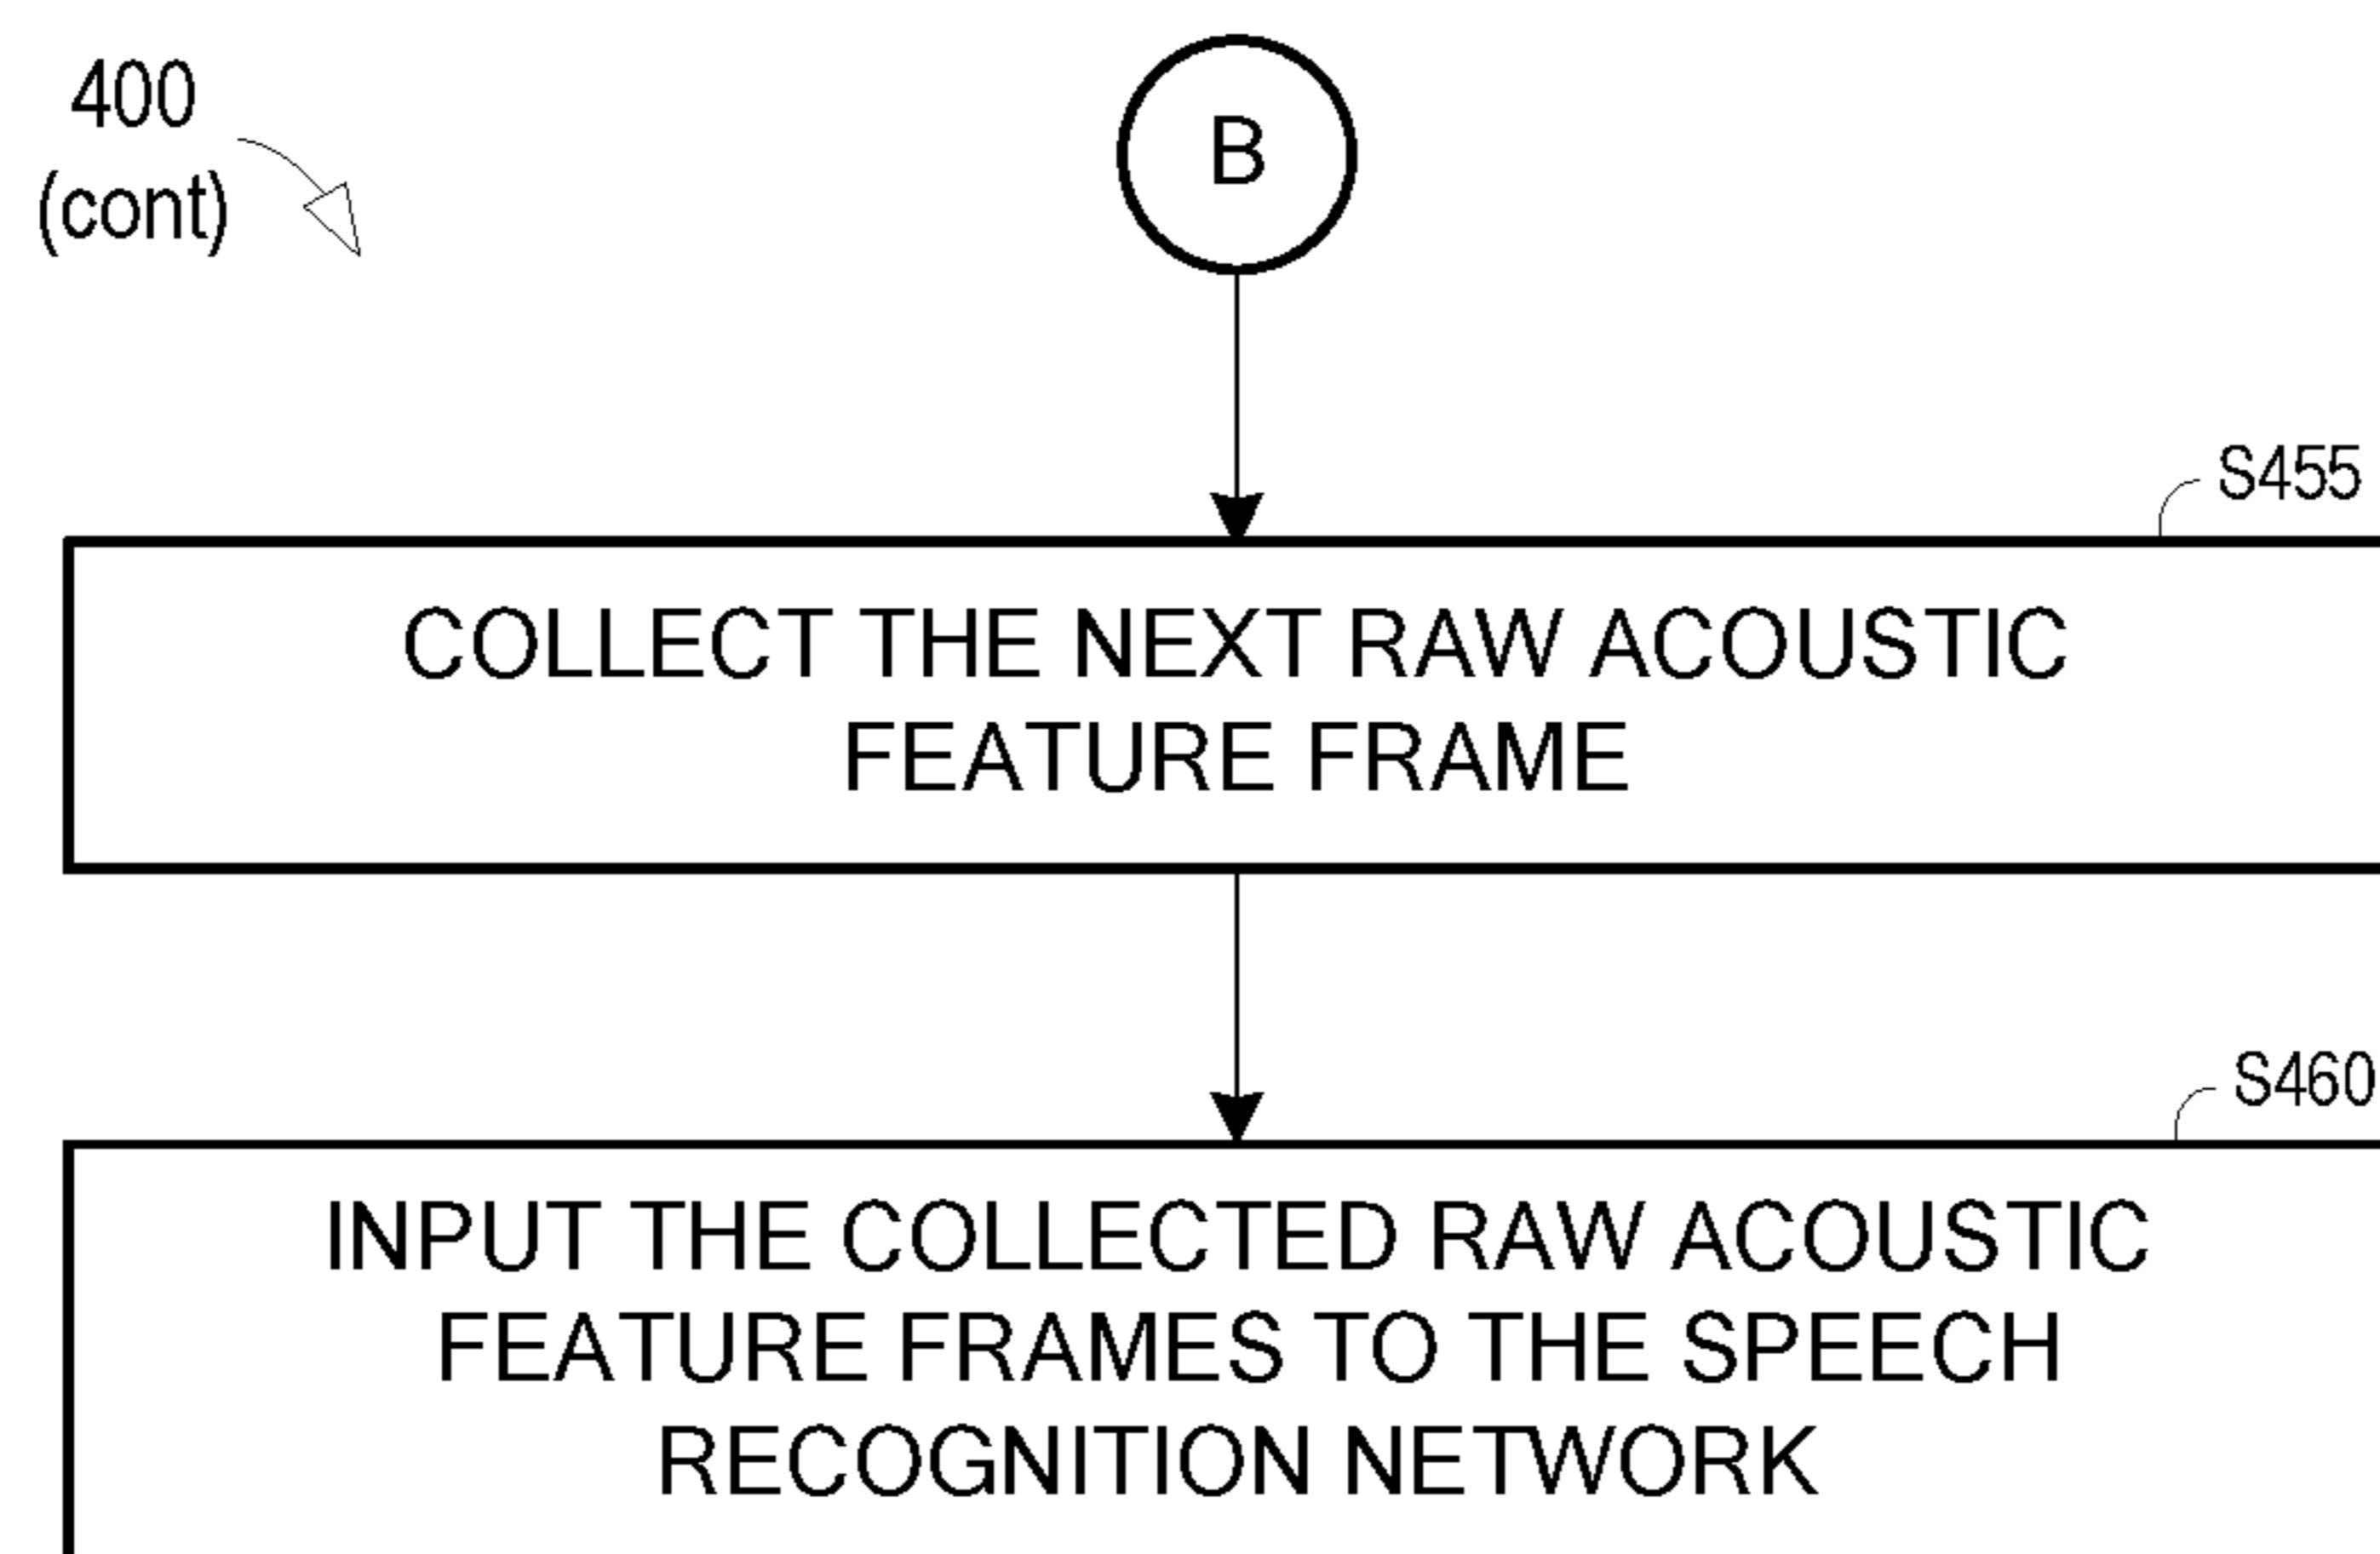 400
(cont)
B
S455
COLLECT THE NEXT RAW ACOUSTIC
FEATURE FRAME
S460
INPUT THE COLLECTED RAW ACOUSTIC
FEATURE FRAMES TO THE SPEECH
RECOGNITION NETWORK